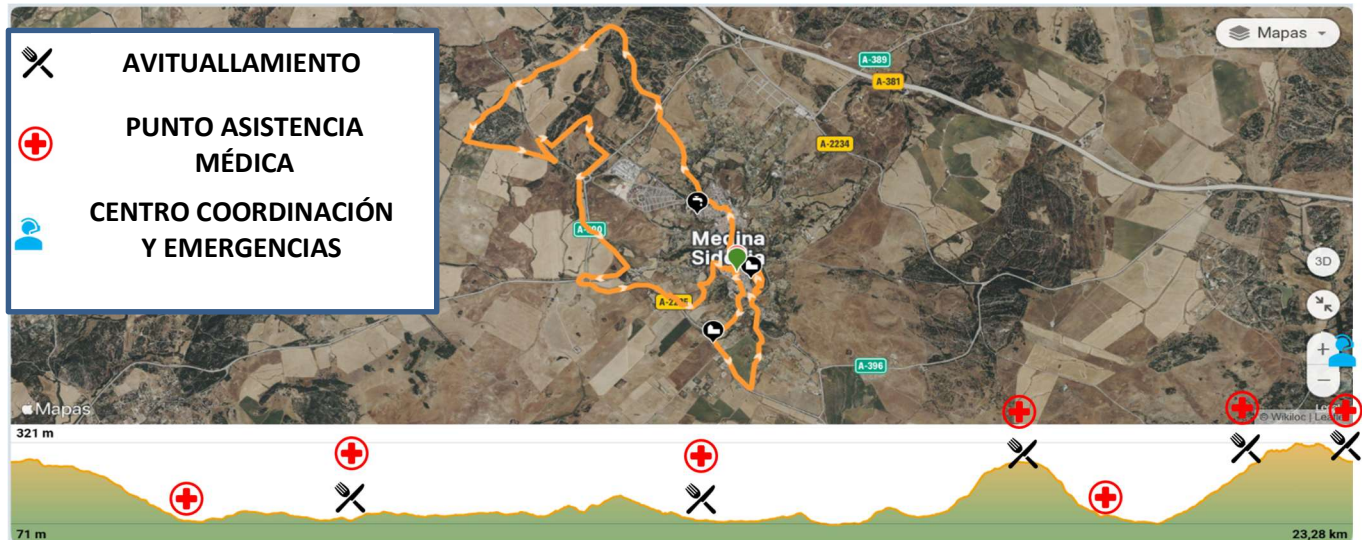 AVITUALLAMIENTO
PUNTO ASISTENCIA
MÉDICA
CENTRO COORDINACIÓN
Y EMERGENCIAS
Mapas
A-389
A-381
A-2234
Medina
3D
A-396
+
−
Mapas
© Wikiloc |
321 m
71 m
23,28 km